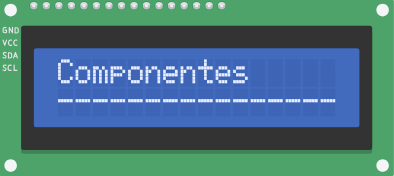 GND
VCC
SDA
SCL
Componentes
----------------